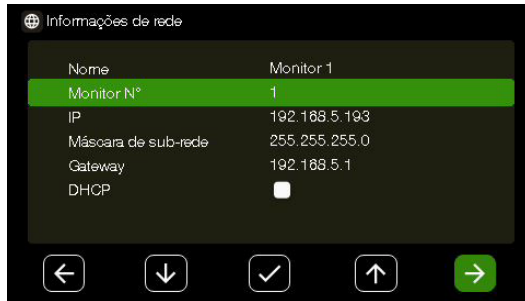 Informações de rede
Nome Monitor 1
Monitor N° 1
IP 192.168.5.193
Máscara de sub-rede 255.255.255.0
Gateway 192.168.5.1
DHCP